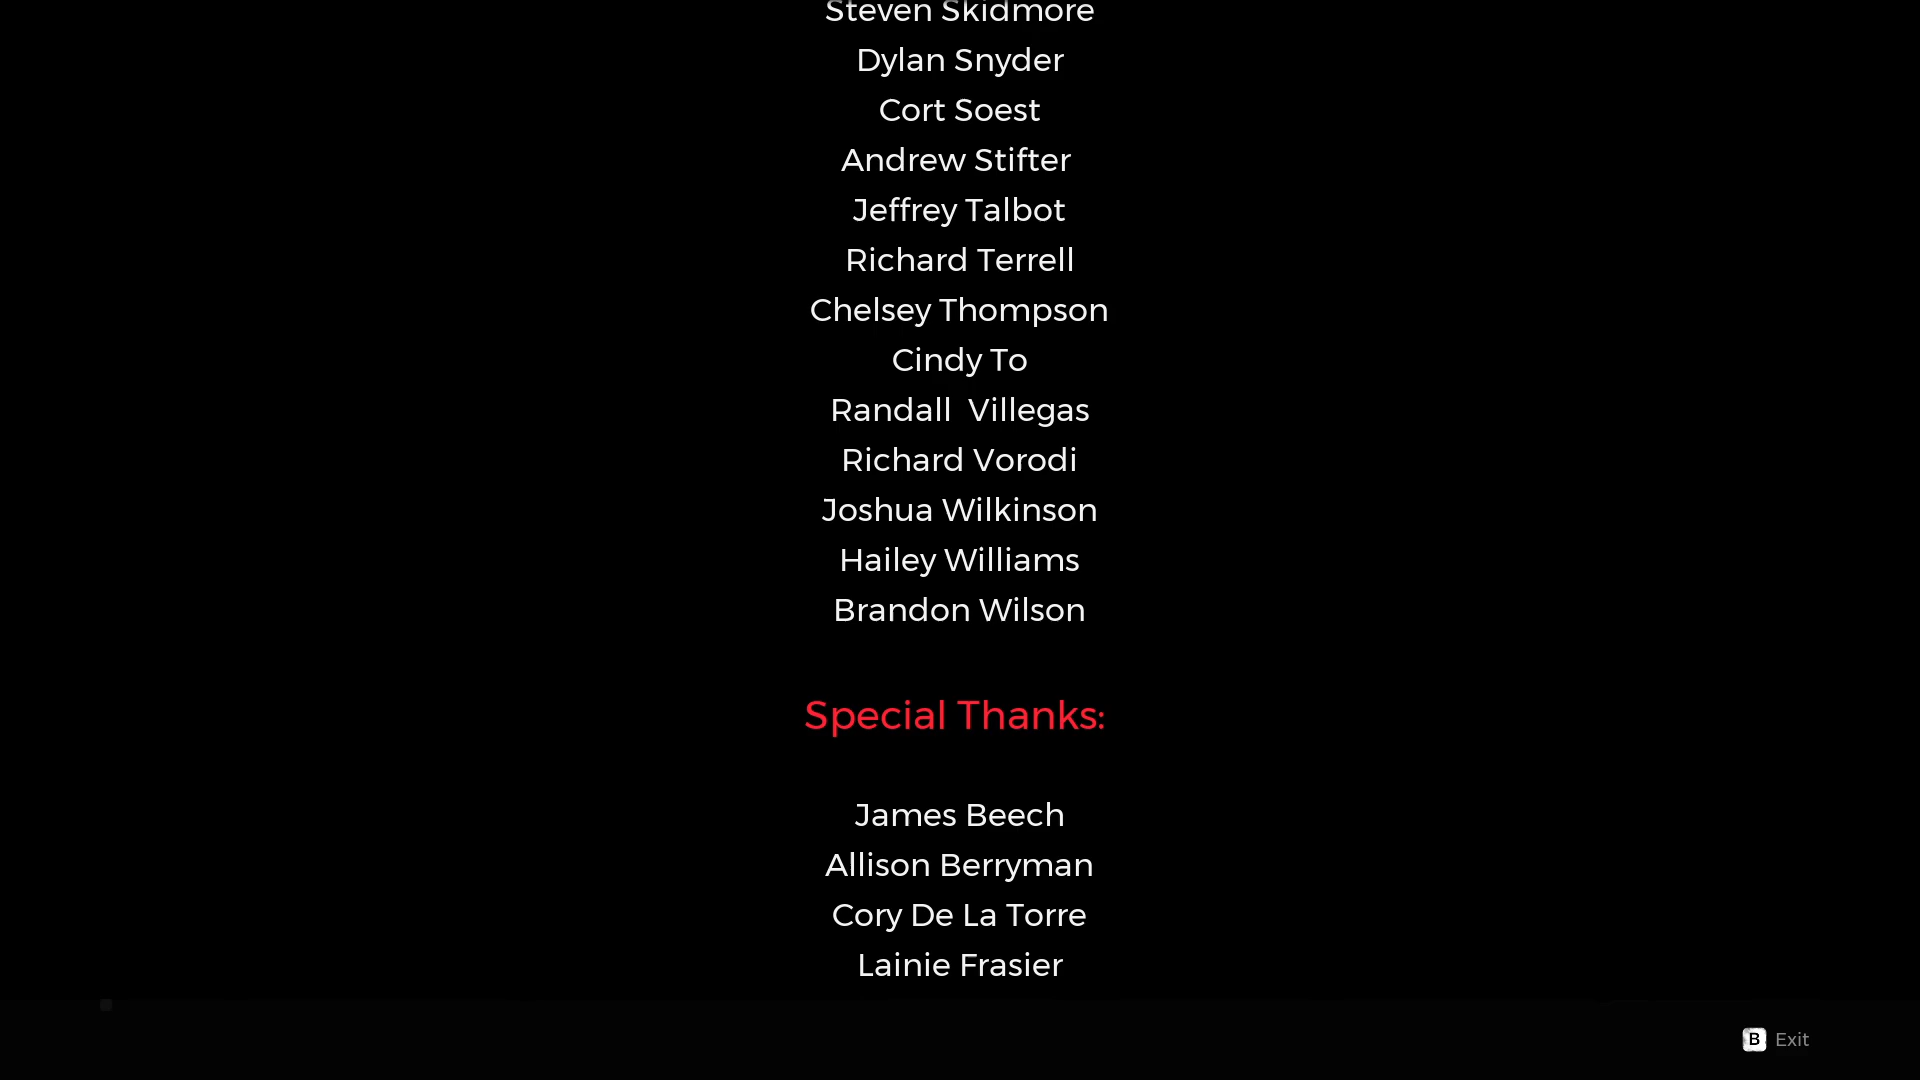 Steven Skidmore
Dylan Snyder
Cort Soest
Andrew Stifter
Jeffrey Talbot
Richard Terrell
Chelsey Thompson
Cindy To
Randall  Villegas
Richard Vorodi
Joshua Wilkinson
Hailey Williams
Brandon Wilson
Special Thanks:
James Beech
Allison Berryman
Cory De La Torre
Lainie Frasier
B Exit